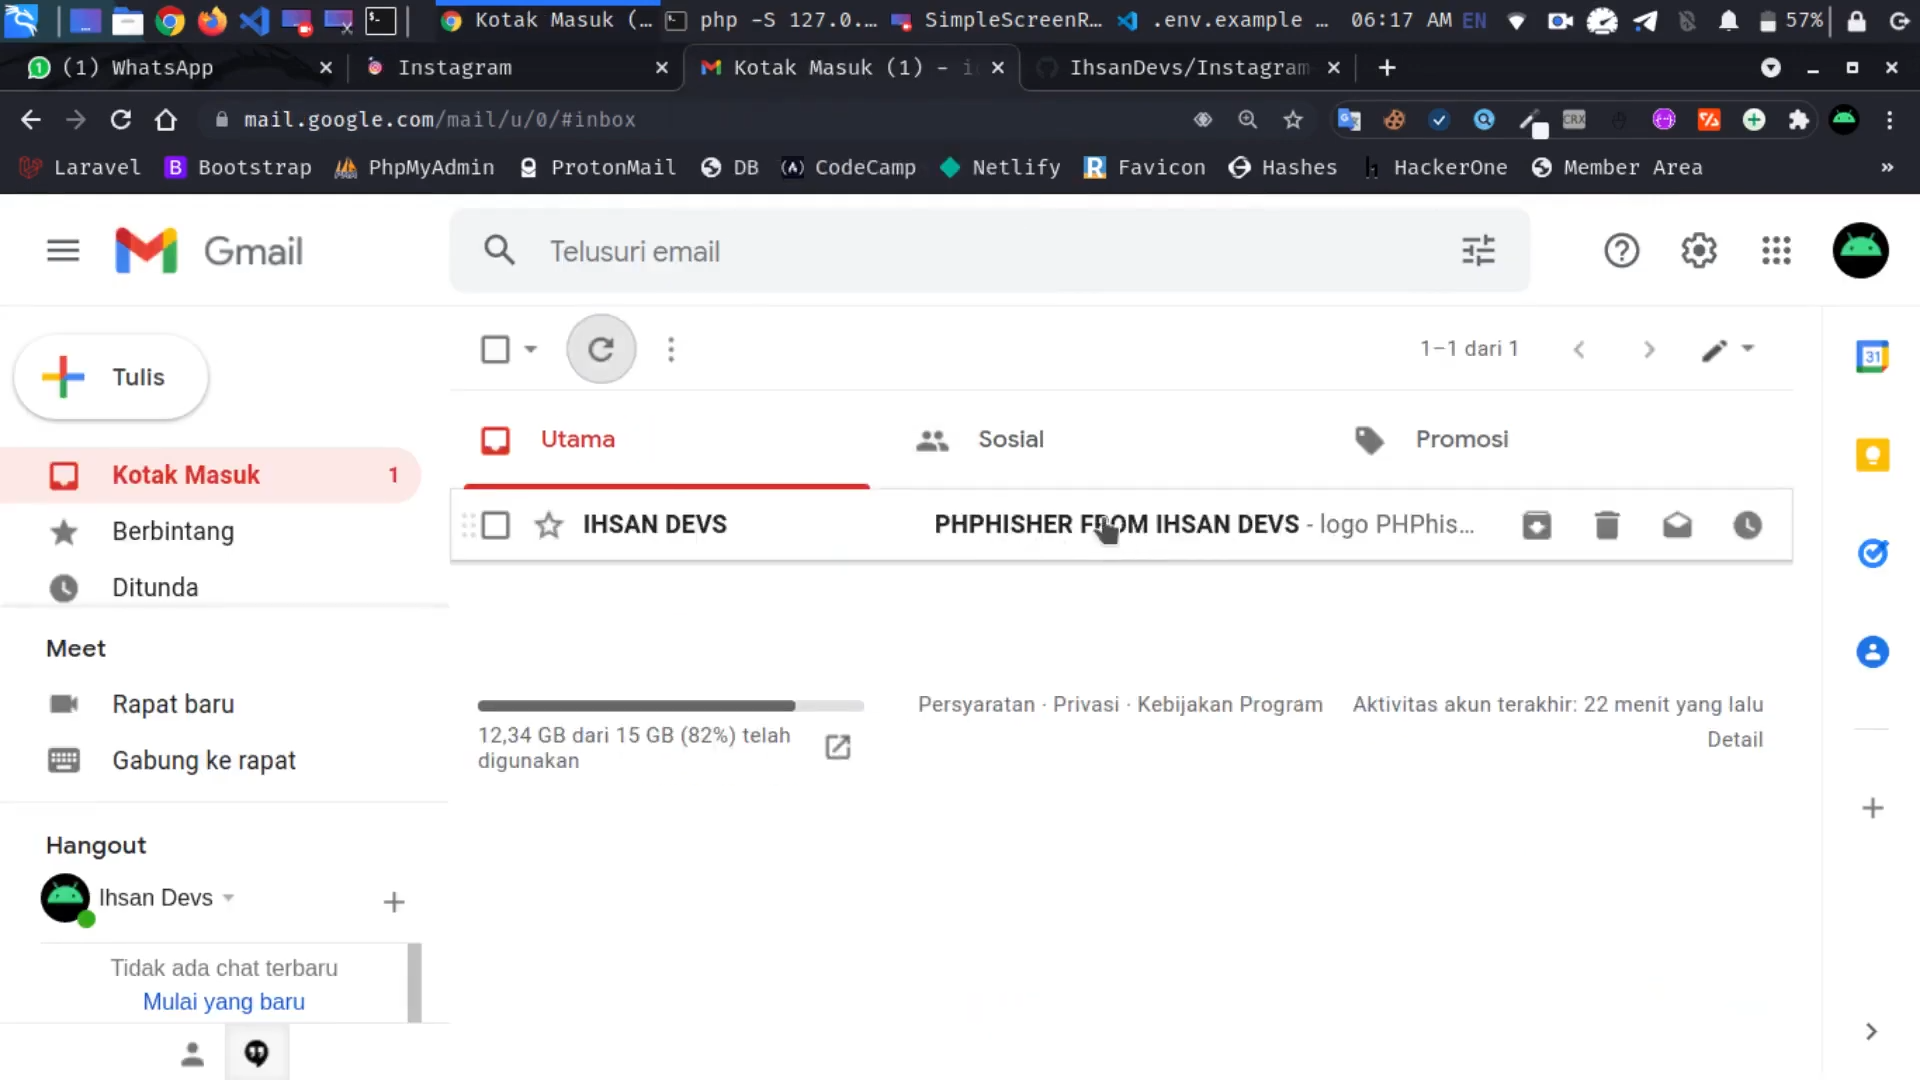 Kotak Masuk (…
php -S 127.0.…
SimpleScreenR…
.env.example …
06:17 AM EN
57%
(1) WhatsApp
Instagram
Kotak Masuk (1) - i
IhsanDevs/Instagram
mail.google.com/mail/u/0/#inbox
CRX
Laravel
Bootstrap
PhpMyAdmin
ProtonMail
DB
CodeCamp
Netlify
Favicon
Hashes
HackerOne
Member Area
»
Gmail
Telusuri email
Tulis
1–1 dari 1
31
Utama
Sosial
Promosi
Kotak Masuk 1
IHSAN DEVS
PHPHISHER FROM IHSAN DEVS - logo PHPhis...
Berbintang
Ditunda
Meet
Rapat baru
Gabung ke rapat
12,34 GB dari 15 GB (82%) telah
digunakan
Persyaratan · Privasi · Kebijakan Program
Aktivitas akun terakhir: 22 menit yang lalu
Detail
Hangout
Ihsan Devs
Tidak ada chat terbaru
Mulai yang baru